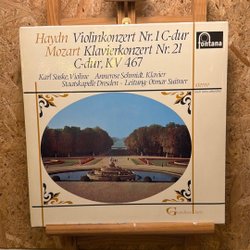 Haydn Violinkonzert Nr. 1 C-dur
Mozart Klavierkonzert Nr. 21
C-dur, KV 467
Karl Suske, Violine Annerose Schmidt, Klavier
Staatskapelle Dresden - Leitung: Otmar Suitner
fontana